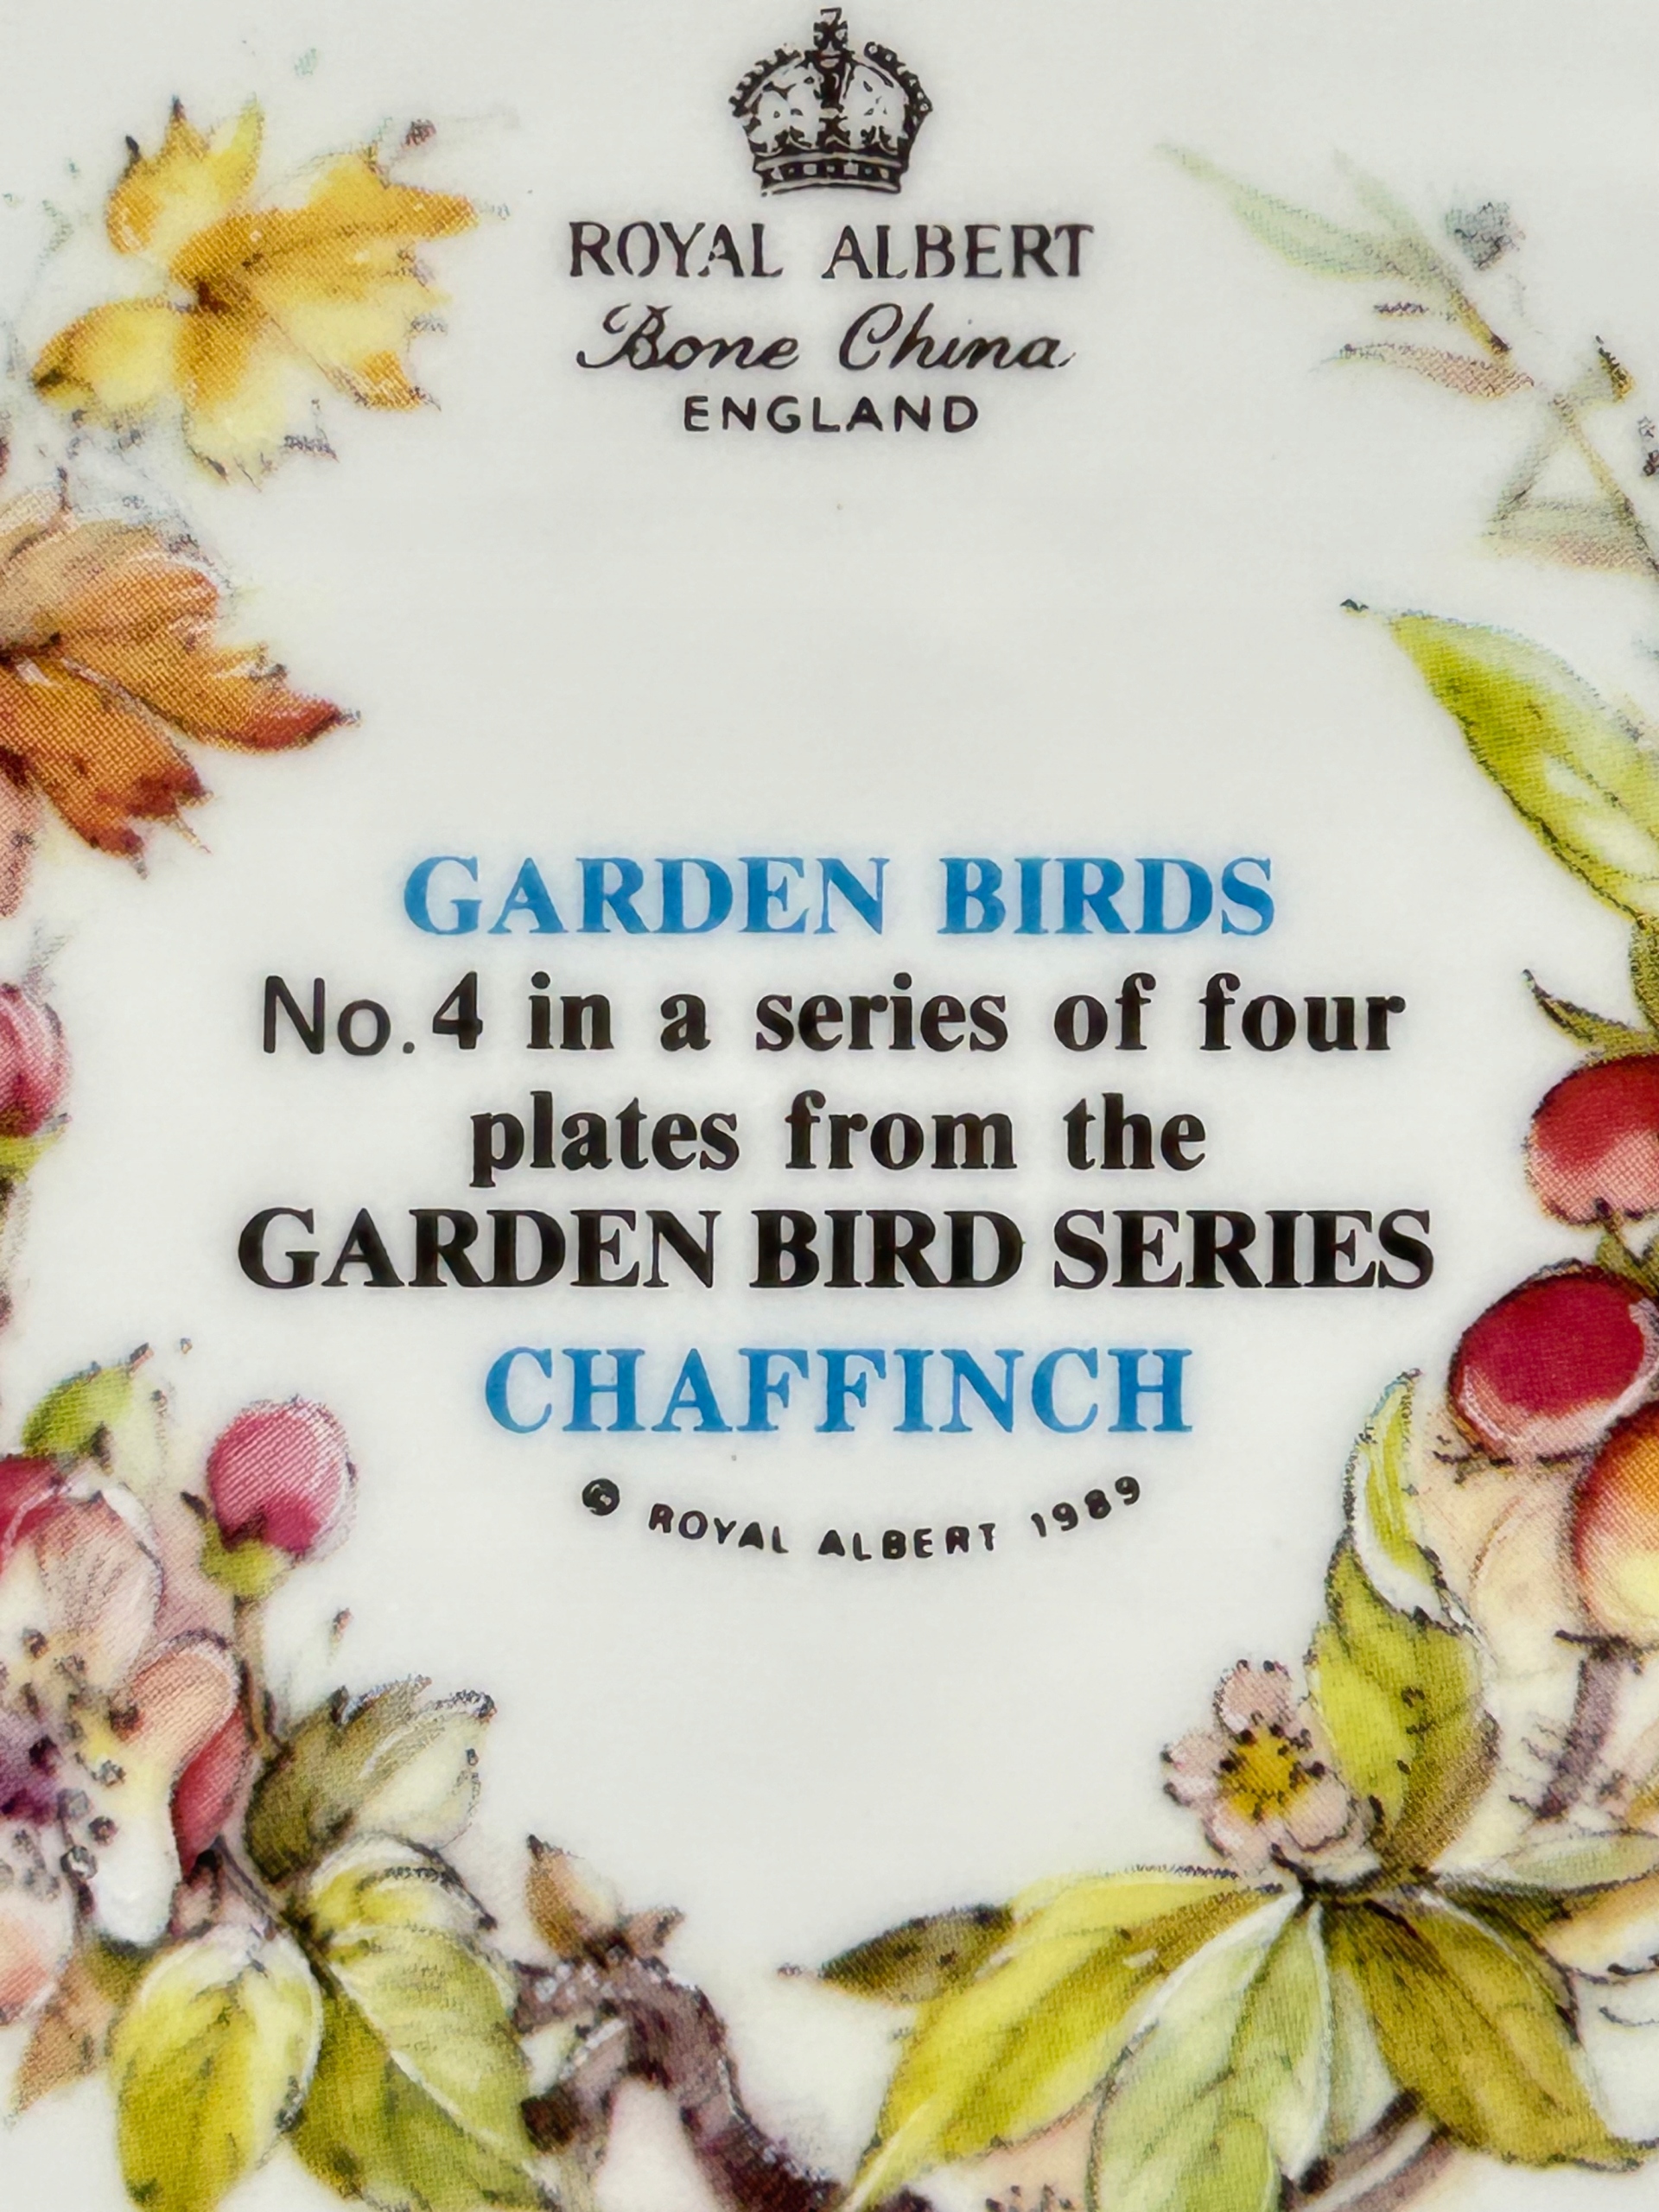 ROYAL ALBERT
Bone China
ENGLAND
GARDEN BIRDS
No. 4 in a series of four
plates from the
GARDEN BIRD SERIES
CHAFFINCH
© ROYAL ALBERT 1989